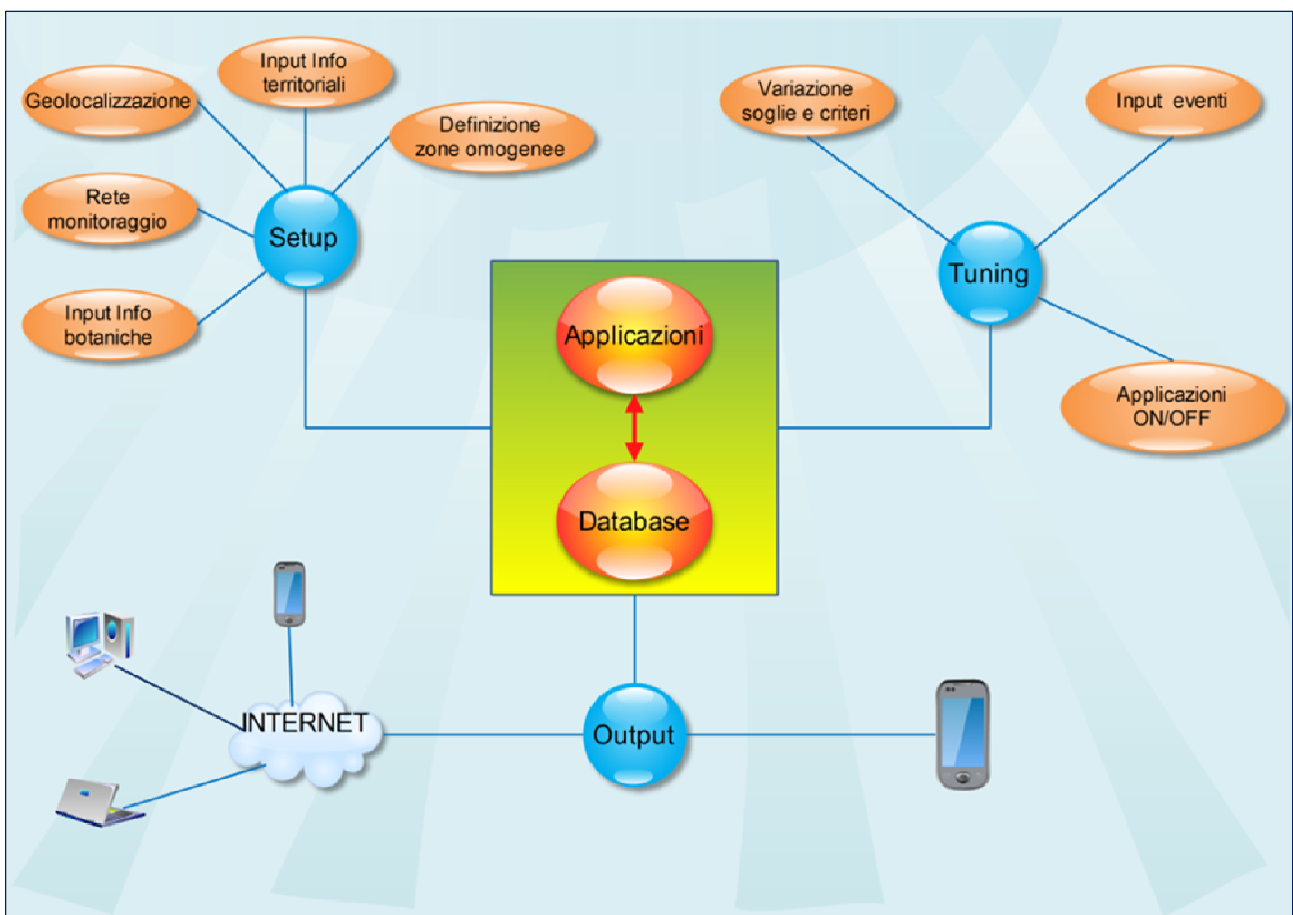 Input Info
territoriali
Geolocalizzazione
Definizione
zone omogenee
Rete
monitoraggio
Setup
Input Info
botaniche
Variazione
soglie e criteri
Input eventi
Tuning
Applicazioni
ON/OFF
Applicazioni
Database
INTERNET
Output